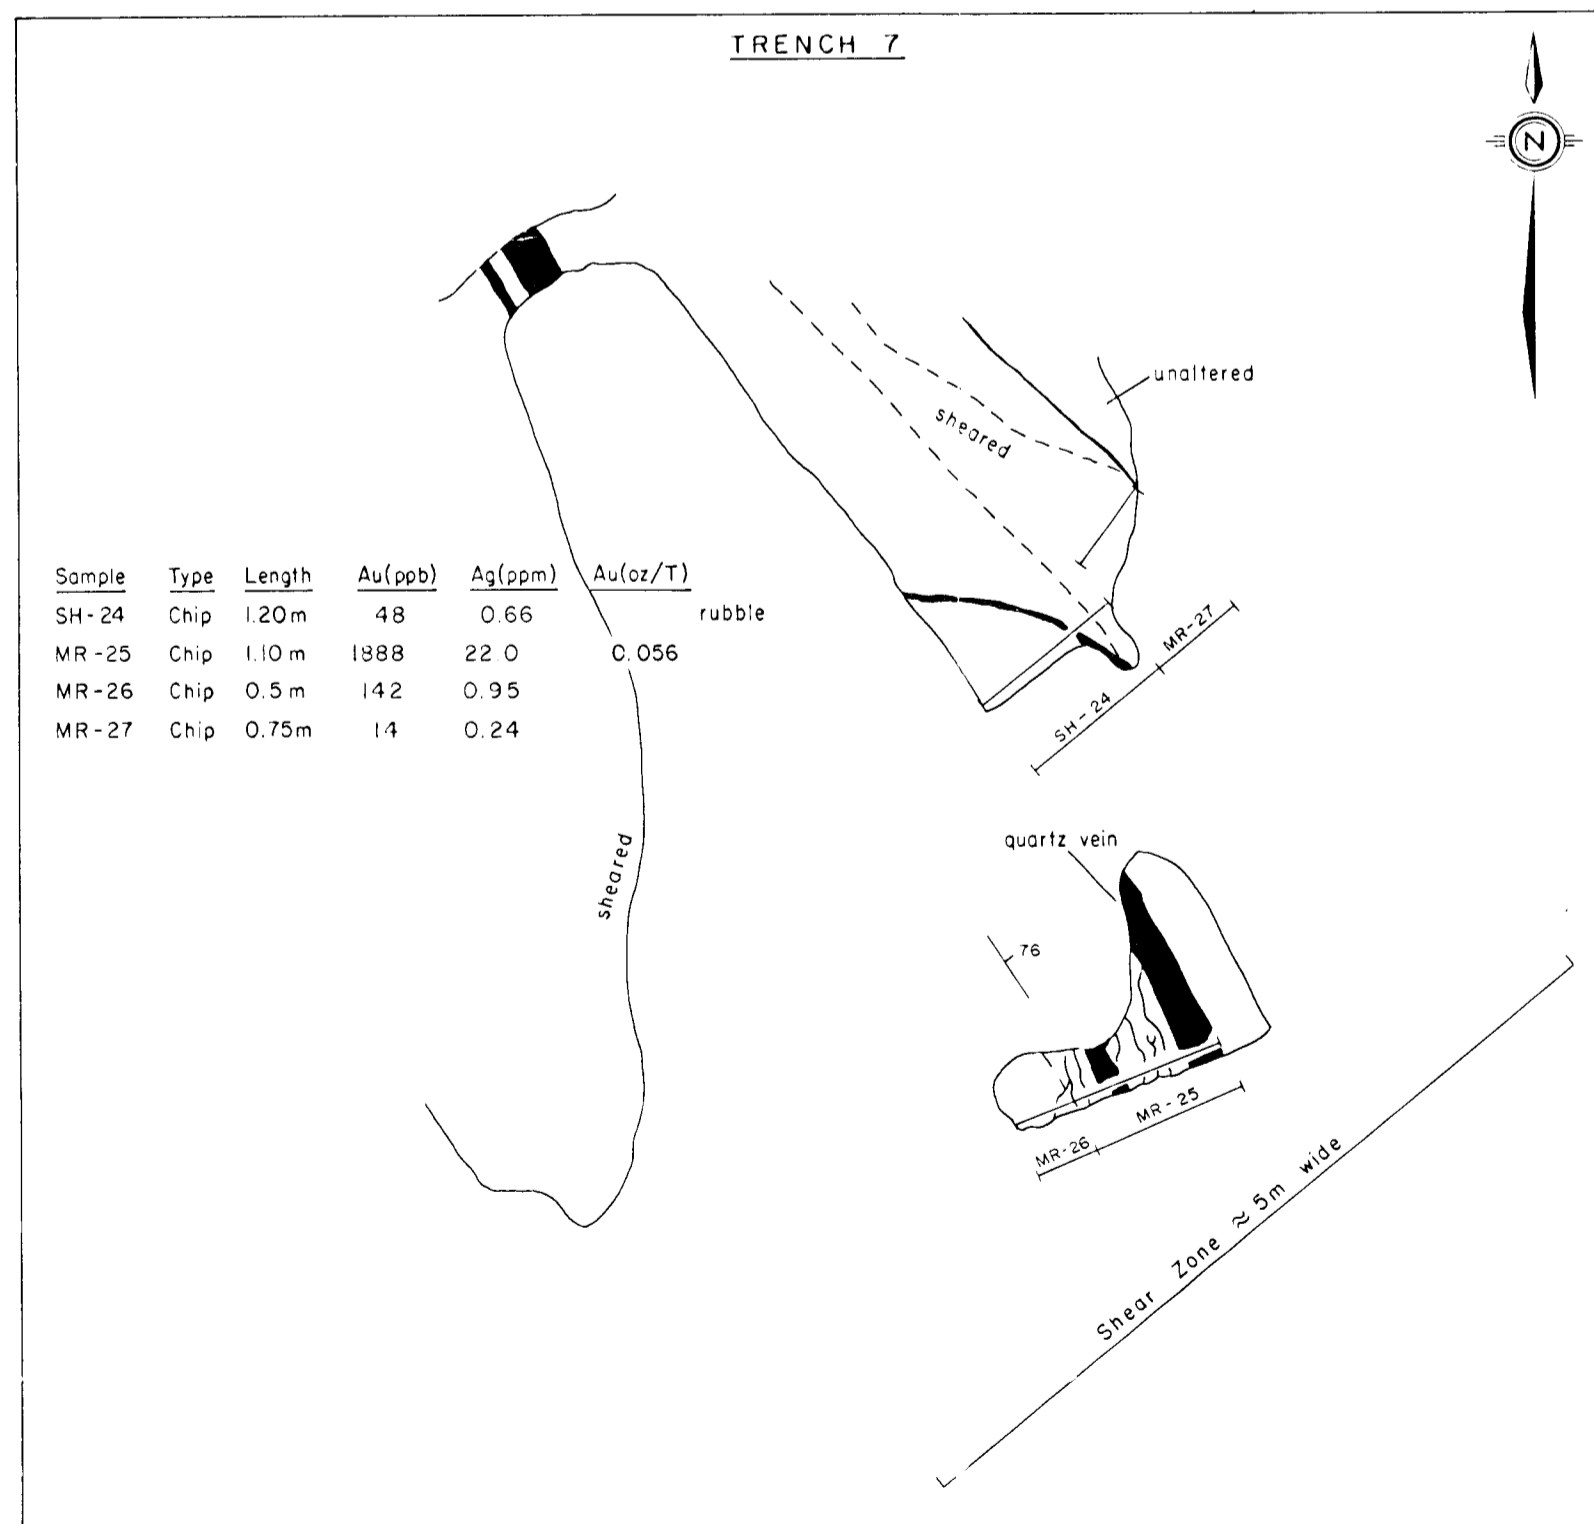 TRENCH 7
N
unaltered
sheared
Sample Type Length Au(ppb) Ag(ppm) Au(oz/T)
SH-24 Chip 1.20m 48 0.66
rubble
MR-25 Chip 1.10m 1888 22.0 0.056
MR-26 Chip 0.5m 142 0.95
MR-27 Chip 0.75m 14 0.24
MR-27
SH-24
sheared
quartz vein
76
MR-25
MR-26
Shear Zone ≈ 5m wide